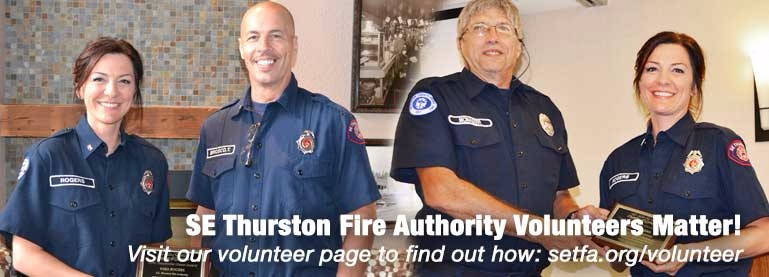 ROGERS
BROSCO, T
ROGERS
SE Thurston Fire Authority Volunteers Matter!
Visit our volunteer page to find out how: setfa.org/volunteer